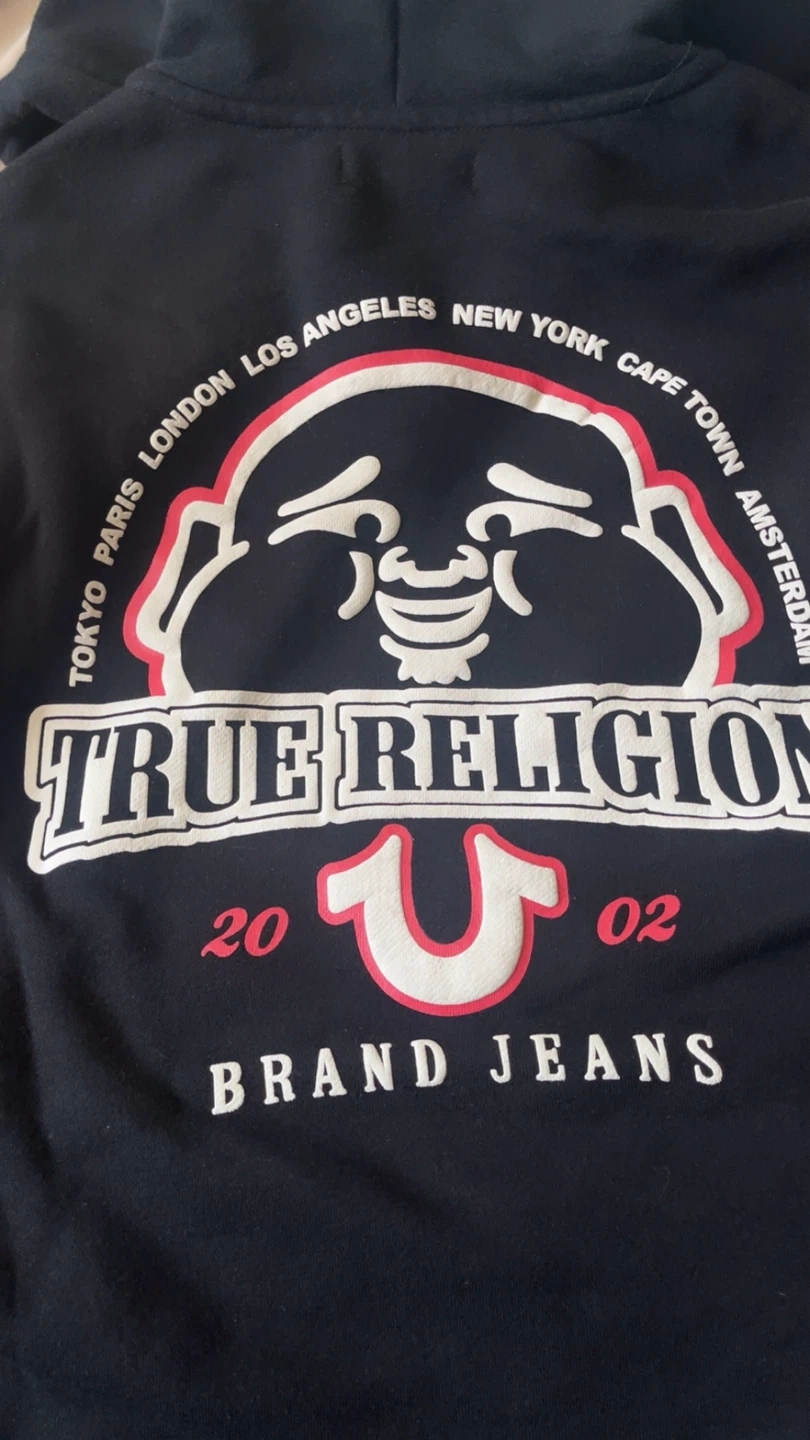 TOKYO PARIS LONDON LOS ANGELES NEW YORK CAPE TOWN AMSTERDAM
TRUE RELIGION
20 02
BRAND JEANS